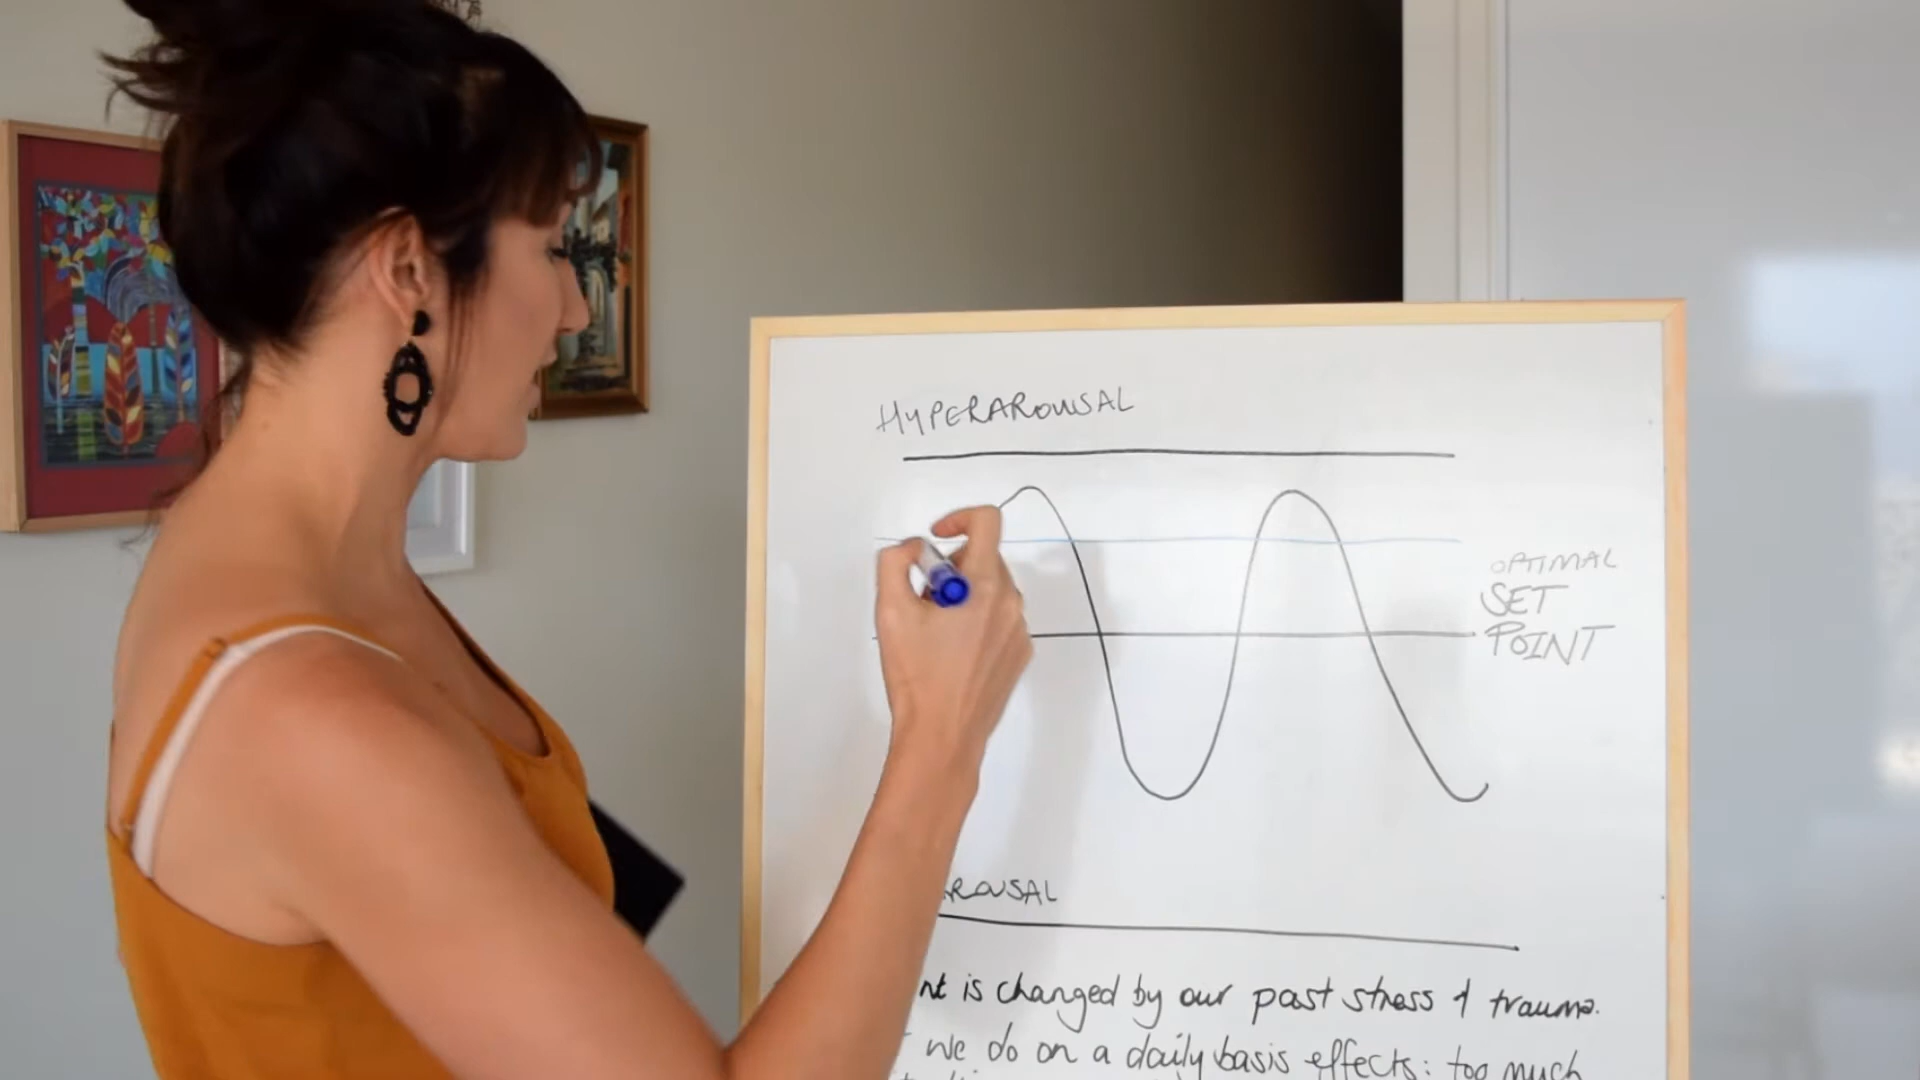 HYPERAROUSAL
OPTIMAL
SET
POINT
ROUSAL
nt is changed by our past stress & trauma.
we do on a daily basis effects: too much